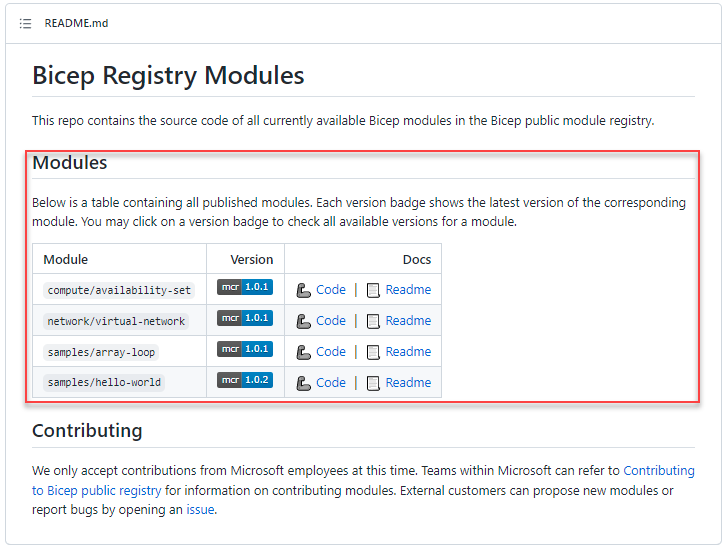 README.md
Bicep Registry Modules
This repo contains the source code of all currently available Bicep modules in the Bicep public module registry.
Modules
Below is a table containing all published modules. Each version badge shows the latest version of the corresponding
module. You may click on a version badge to check all available versions for a module.
Module Version Docs
compute/availability-set mcr 1.0.1 Code | Readme
network/virtual-network mcr 1.0.1 Code | Readme
samples/array-loop mcr 1.0.1 Code | Readme
samples/hello-world mcr 1.0.2 Code | Readme
Contributing
We only accept contributions from Microsoft employees at this time. Teams within Microsoft can refer to Contributing
to Bicep public registry for information on contributing modules. External customers can propose new modules or
report bugs by opening an issue.